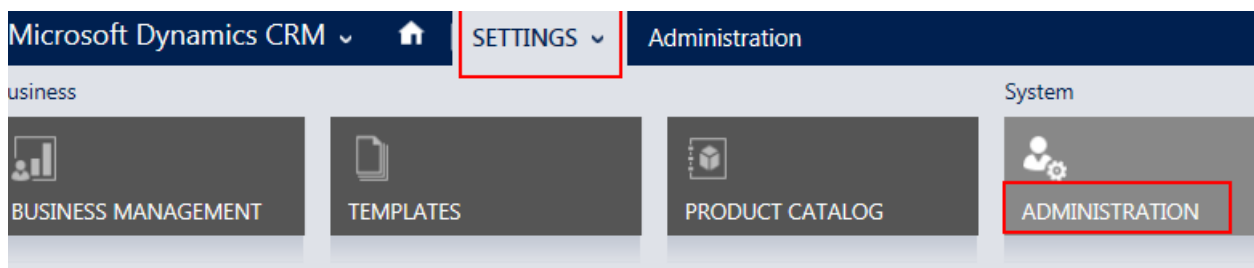 Microsoft Dynamics CRM SETTINGS Administration
usiness System
BUSINESS MANAGEMENT TEMPLATES PRODUCT CATALOG ADMINISTRATION